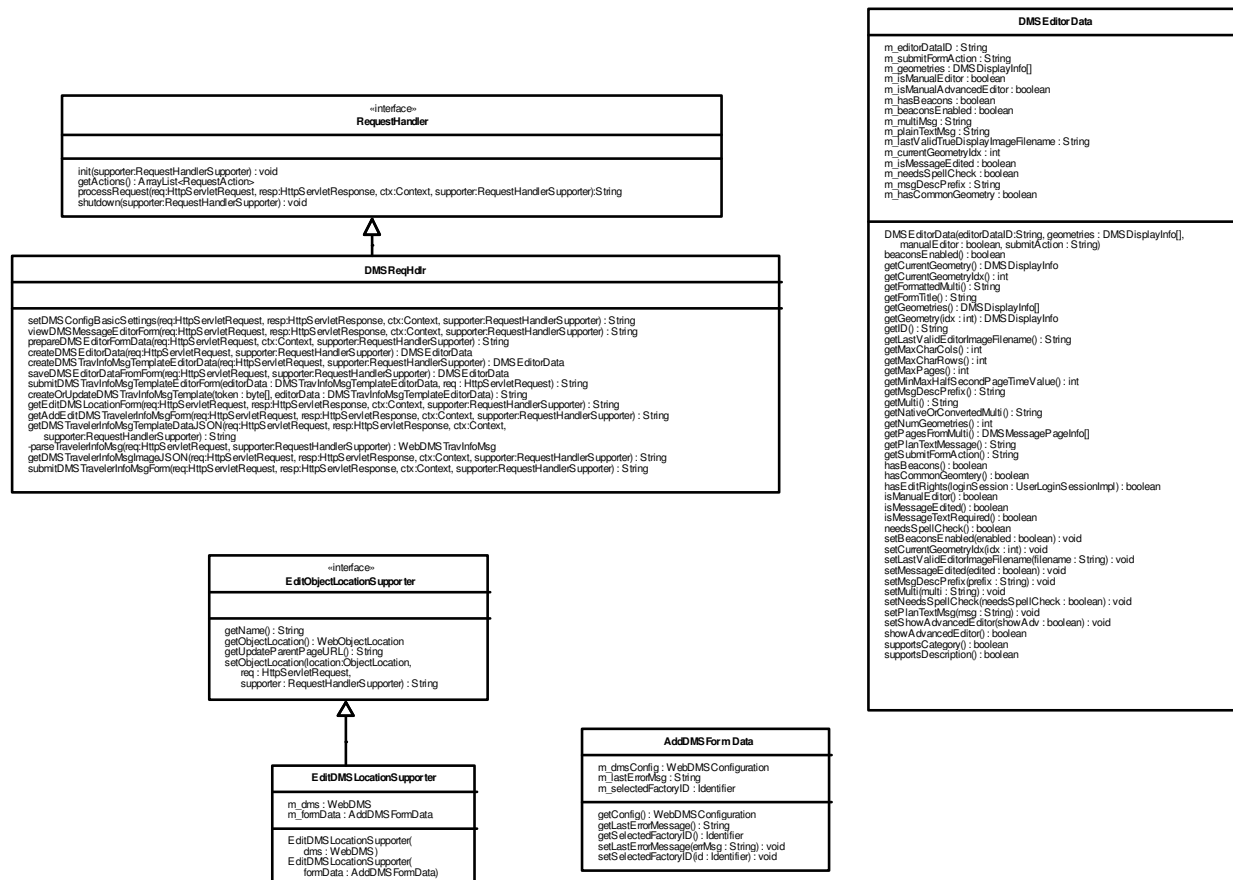 «interface»
RequestHandler
init(supporter:RequestHandlerSupporter) : void
getActions() : ArrayList<RequestAction>
processRequest(req:HttpServletRequest, resp:HttpServletResponse, ctx:Context, supporter:RequestHandlerSupporter):String
shutdown(supporter:RequestHandlerSupporter) : void
DMSReqHdlr
setDMSConfigBasicSettings(req:HttpServletRequest, resp:HttpServletResponse, ctx:Context, supporter:RequestHandlerSupporter) : String
viewDMSMessageEditorForm(req:HttpServletRequest, resp:HttpServletResponse, ctx:Context, supporter:RequestHandlerSupporter) : String
prepareDMSEditorFormData(req:HttpServletRequest, ctx:Context, supporter:RequestHandlerSupporter) : String
createDMSEditorData(req:HttpServletRequest, supporter:RequestHandlerSupporter) : DMSEditorData
createDMSTravInfoMsgTemplateEditorData(req:HttpServletRequest, supporter:RequestHandlerSupporter) : DMSEditorData
saveDMSEditorDataFromForm(req:HttpServletRequest, supporter:RequestHandlerSupporter) : DMSEditorData
submitDMSTravInfoMsgTemplateEditorForm(editorData : DMSTravInfoMsgTemplateEditorData, req : HttpServletRequest) : String
createOrUpdateDMSTravInfoMsgTemplate(token : byte[], editorData : DMSTravInfoMsgTemplateEditorData) : String
getEditDMSLocationForm(req:HttpServletRequest, resp:HttpServletResponse, ctx:Context, supporter:RequestHandlerSupporter) : String
getAddEditDMSTravelerInfoMsgForm(req:HttpServletRequest, resp:HttpServletResponse, ctx:Context, supporter:RequestHandlerSupporter) : String
getDMSTravelerInfoMsgTemplateDataJSON(req:HttpServletRequest, resp:HttpServletResponse, ctx:Context,
supporter:RequestHandlerSupporter) : String
-parseTravelerInfoMsg(req:HttpServletRequest, supporter:RequestHandlerSupporter) : WebDMSTravInfoMsg
getDMSTravelerInfoMsgImageJSON(req:HttpServletRequest, resp:HttpServletResponse, ctx:Context, supporter:RequestHandlerSupporter) : String
submitDMSTravelerInfoMsgForm(req:HttpServletRequest, resp:HttpServletResponse, ctx:Context, supporter:RequestHandlerSupporter) : String
«interface»
EditObjectLocationSupporter
getName() : String
getObjectLocation() : WebObjectLocation
getUpdateParentPageURL() : String
setObjectLocation(location:ObjectLocation,
req : HttpServletRequest,
supporter : RequestHandlerSupporter) : String
EditDMSLocationSupporter
m_dms : WebDMS
m_formData : AddDMSFormData
EditDMSLocationSupporter(
dms : WebDMS)
EditDMSLocationSupporter(
formData : AddDMSFormData)
AddDMSForm Data
m_dmsConfig : WebDMSConfiguration
m_lastErrorMsg : String
m_selectedFactoryID : Identifier
getConfig() : WebDMSConfiguration
getLastErrorMessage() : String
getSelectedFactoryID() : Identifier
setLastErrorMessage(errMsg : String) : void
setSelectedFactoryID(id : Identifier) : void
DMSEditorData
m_editorDataID : String
m_submitFormAction : String
m_geometries : DMSDisplayInfo[]
m_isManualEditor : boolean
m_isManualAdvancedEditor : boolean
m_hasBeacons : boolean
m_beaconsEnabled : boolean
m_multiMsg : String
m_plainTextMsg : String
m_lastValidTrueDisplayImageFilename : String
m_currentGeometryIdx : int
m_isMessageEdited : boolean
m_needsSpellCheck : boolean
m_msgDescPrefix : String
m_hasCommonGeometry : boolean
DMSEditorData(editorDataID:String, geometries : DMSDisplayInfo[],
manualEditor : boolean, submitAction : String)
beaconsEnabled() : boolean
getCurrentGeometry() : DMSDisplayInfo
getCurrentGeometryIdx() : int
getFormattedMulti() : String
getFormTitle() : String
getGeometries() : DMSDisplayInfo[]
getGeometry(idx : int) : DMSDisplayInfo
getID() : String
getLastValidEditorImageFilename() : String
getMaxCharCols() : int
getMaxCharRows() : int
getMaxPages() : int
getMinMaxHalfSecondPageTimeValue() : int
getMsgDescPrefix() : String
getMulti() : String
getNativeOrConvertedMulti() : String
getNumGeometries() : int
getPagesFromMulti() : DMSMessagePageInfo[]
getPlanTextMessage() : String
getSubmitFormAction() : String
hasBeacons() : boolean
hasCommonGeomtery() : boolean
hasEditRights(loginSession : UserLoginSessionImpl) : boolean
isManualEditor() : boolean
isMessageEdited() : boolean
isMessageTextRequired() : boolean
needsSpellCheck() : boolean
setBeaconsEnabled(enabled : boolean) : void
setCurrentGeometryIdx(idx : int) : void
setLastValidEditorImageFilename(filename : String) : void
setMessageEdited(edited : boolean) : void
setMsgDescPrefix(prefix : String) : void
setMulti(multi : String) : void
setNeedsSpellCheck(needsSpellCheck : boolean) : void
setPlanTextMsg(msg : String) : void
setShowAdvancedEditor(showAdv : boolean) : void
showAdvancedEditor() : boolean
supportsCategory() : boolean
supportsDescription() : boolean